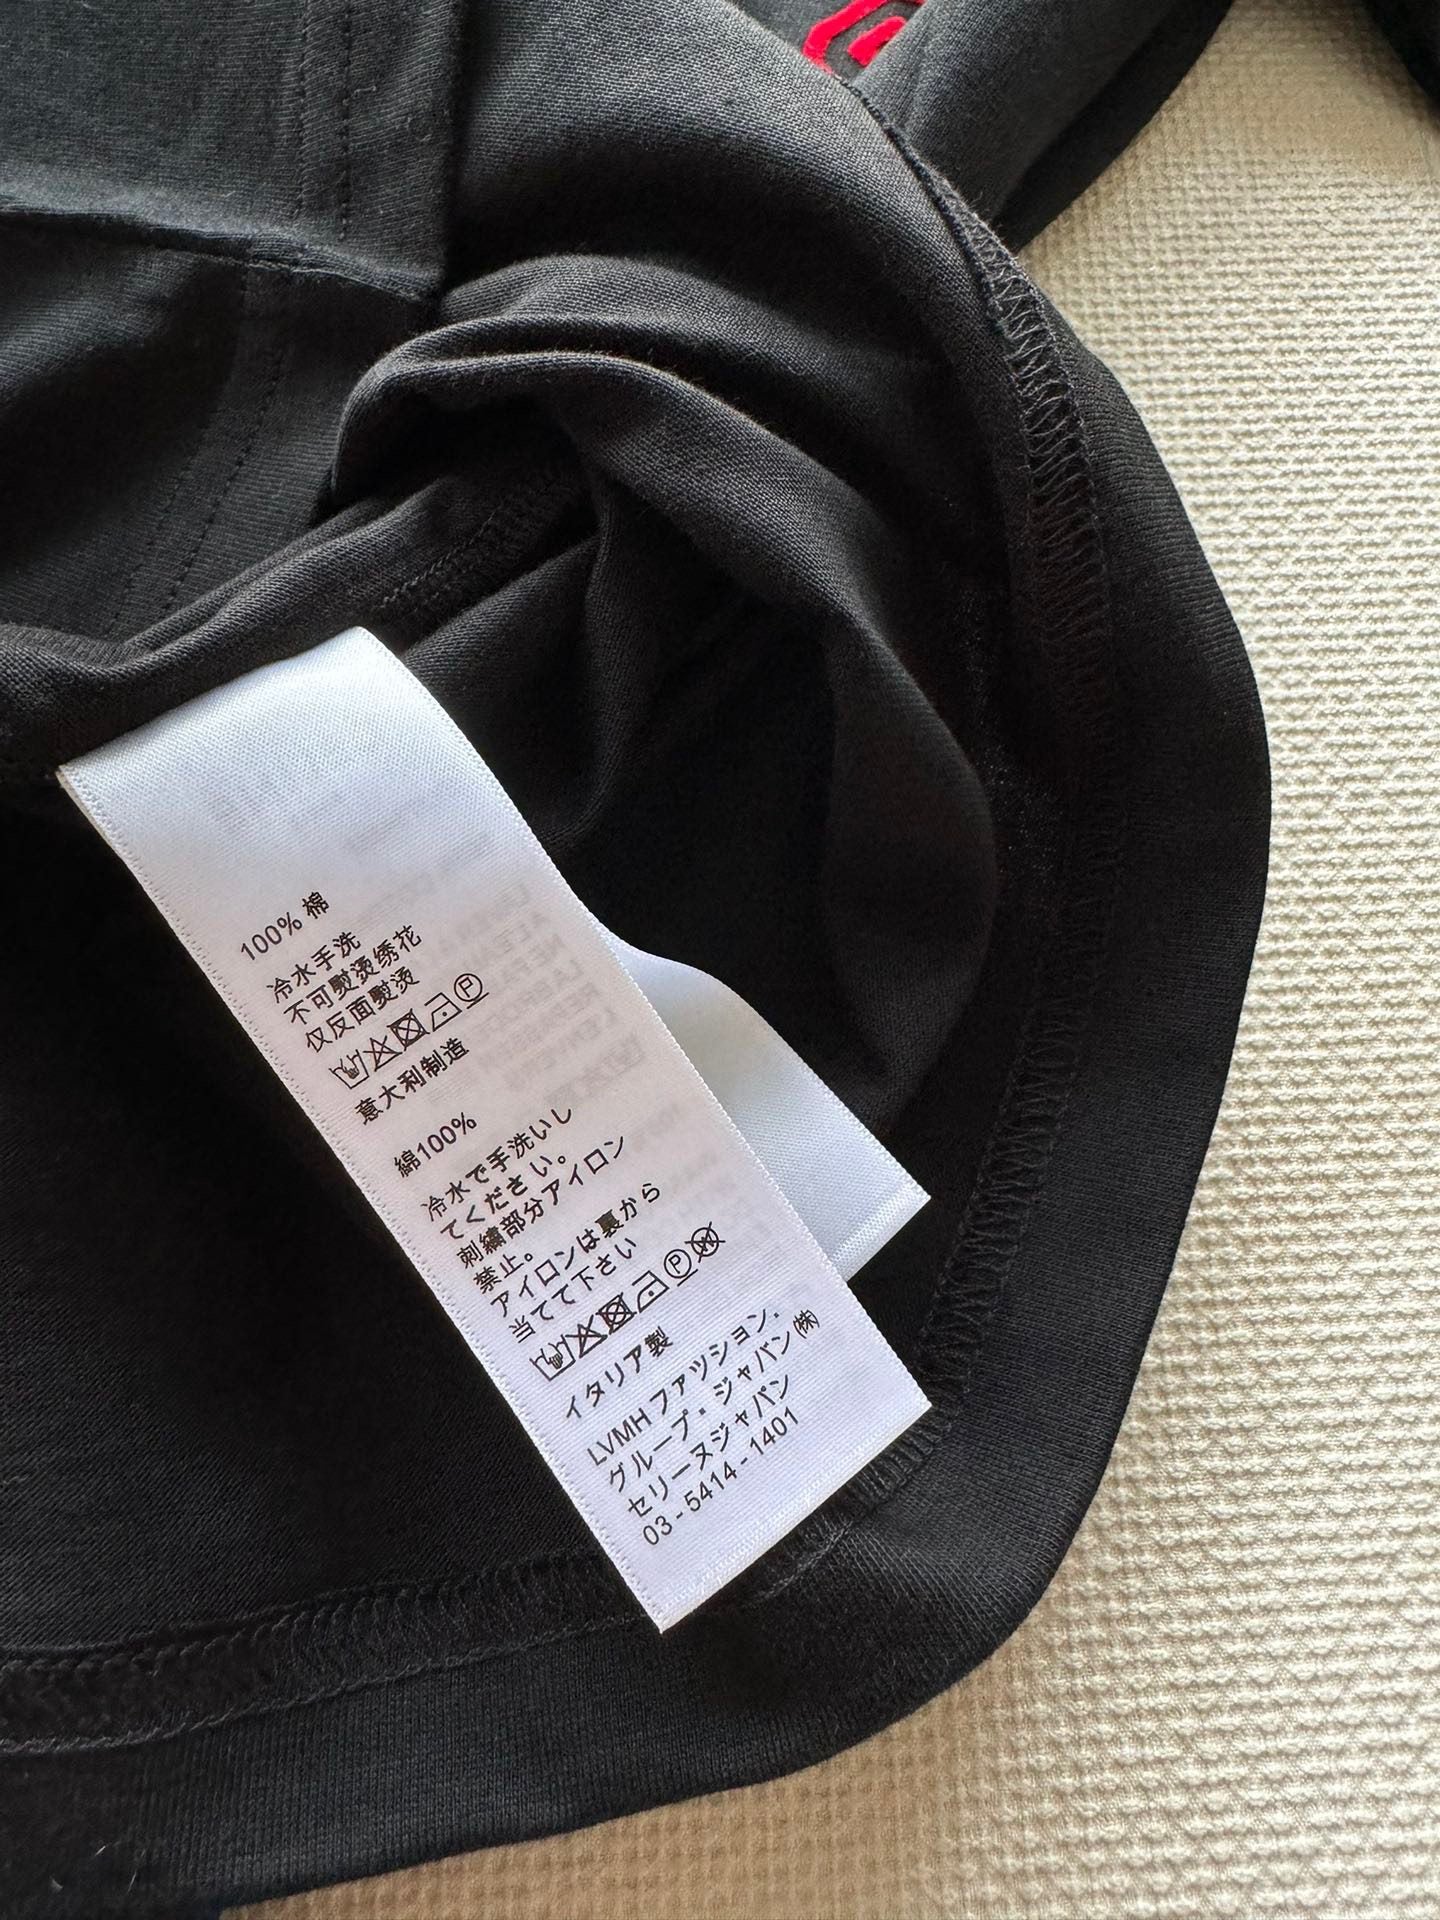 100% 棉
冷水手洗
不可熨烫绣花
仅反面熨烫
P
意大利制造
綿100%
冷水で手洗いし
てください。
刺繍部分アイロン
禁止。
アイロンは裏から
当てて下さい
P W
イタリア製
LVMH ファッション.
グループ・ジャパン㈱
セリーヌジャパン
03 - 5414 - 1401